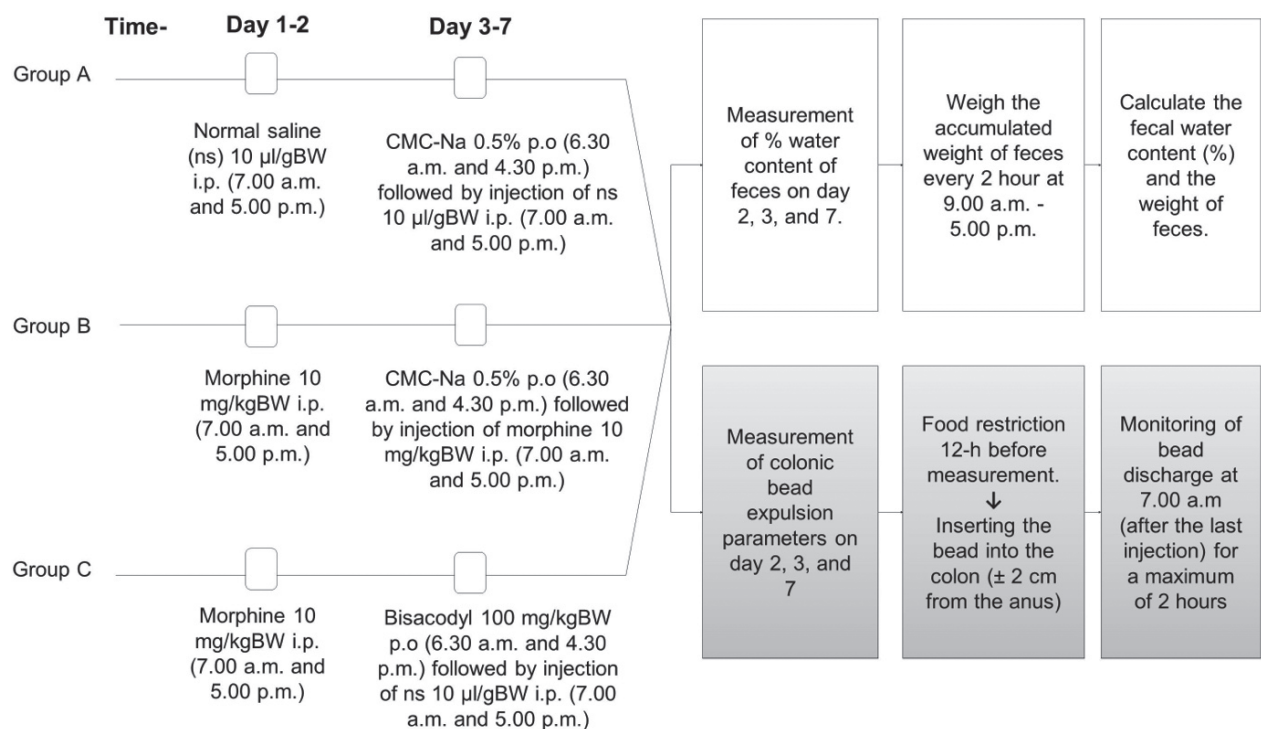 Time- Day 1-2 Day 3-7
Group A
Normal saline
(ns) 10 µl/gBW
i.p. (7.00 a.m.
and 5.00 p.m.)
CMC-Na 0.5% p.o (6.30
a.m. and 4.30 p.m.)
followed by injection of ns
10 µl/gBW i.p. (7.00 a.m.
and 5.00 p.m.)
Group B
Morphine 10
mg/kgBW i.p.
(7.00 a.m. and
5.00 p.m.)
CMC-Na 0.5% p.o (6.30
a.m. and 4.30 p.m.) followed
by injection of morphine 10
mg/kgBW i.p. (7.00 a.m.
and 5.00 p.m.)
Group C
Morphine 10
mg/kgBW i.p.
(7.00 a.m. and
5.00 p.m.)
Bisacodyl 100 mg/kgBW
p.o (6.30 a.m. and 4.30
p.m.) followed by injection
of ns 10 µl/gBW i.p. (7.00
a.m. and 5.00 p.m.)
Measurement
of % water
content of
feces on day
2, 3, and 7.
Weigh the
accumulated
weight of feces
every 2 hour at
9.00 a.m. -
5.00 p.m.
Calculate the
fecal water
content (%)
and the
weight of
feces.
Measurement
of colonic
bead
expulsion
parameters on
day 2, 3, and
7
Food restriction
12-h before
measurement.
↓
Inserting the
bead into the
colon (± 2 cm
from the anus)
Monitoring of
bead
discharge at
7.00 a.m
(after the last
injection) for
a maximum
of 2 hours